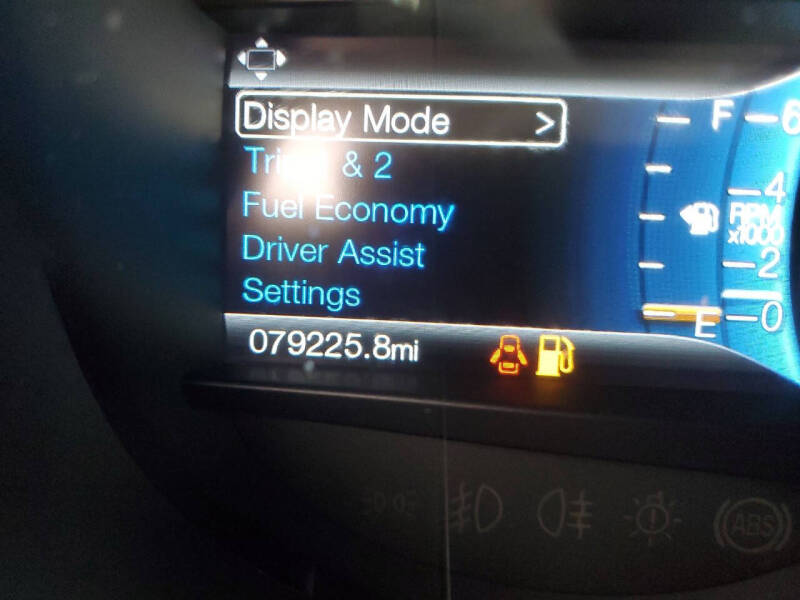 Display Mode >
& 2
Fuel Economy
Driver Assist
Settings
079225.8mi
F
E
6
4
RPM
x1000
2
0
ABS